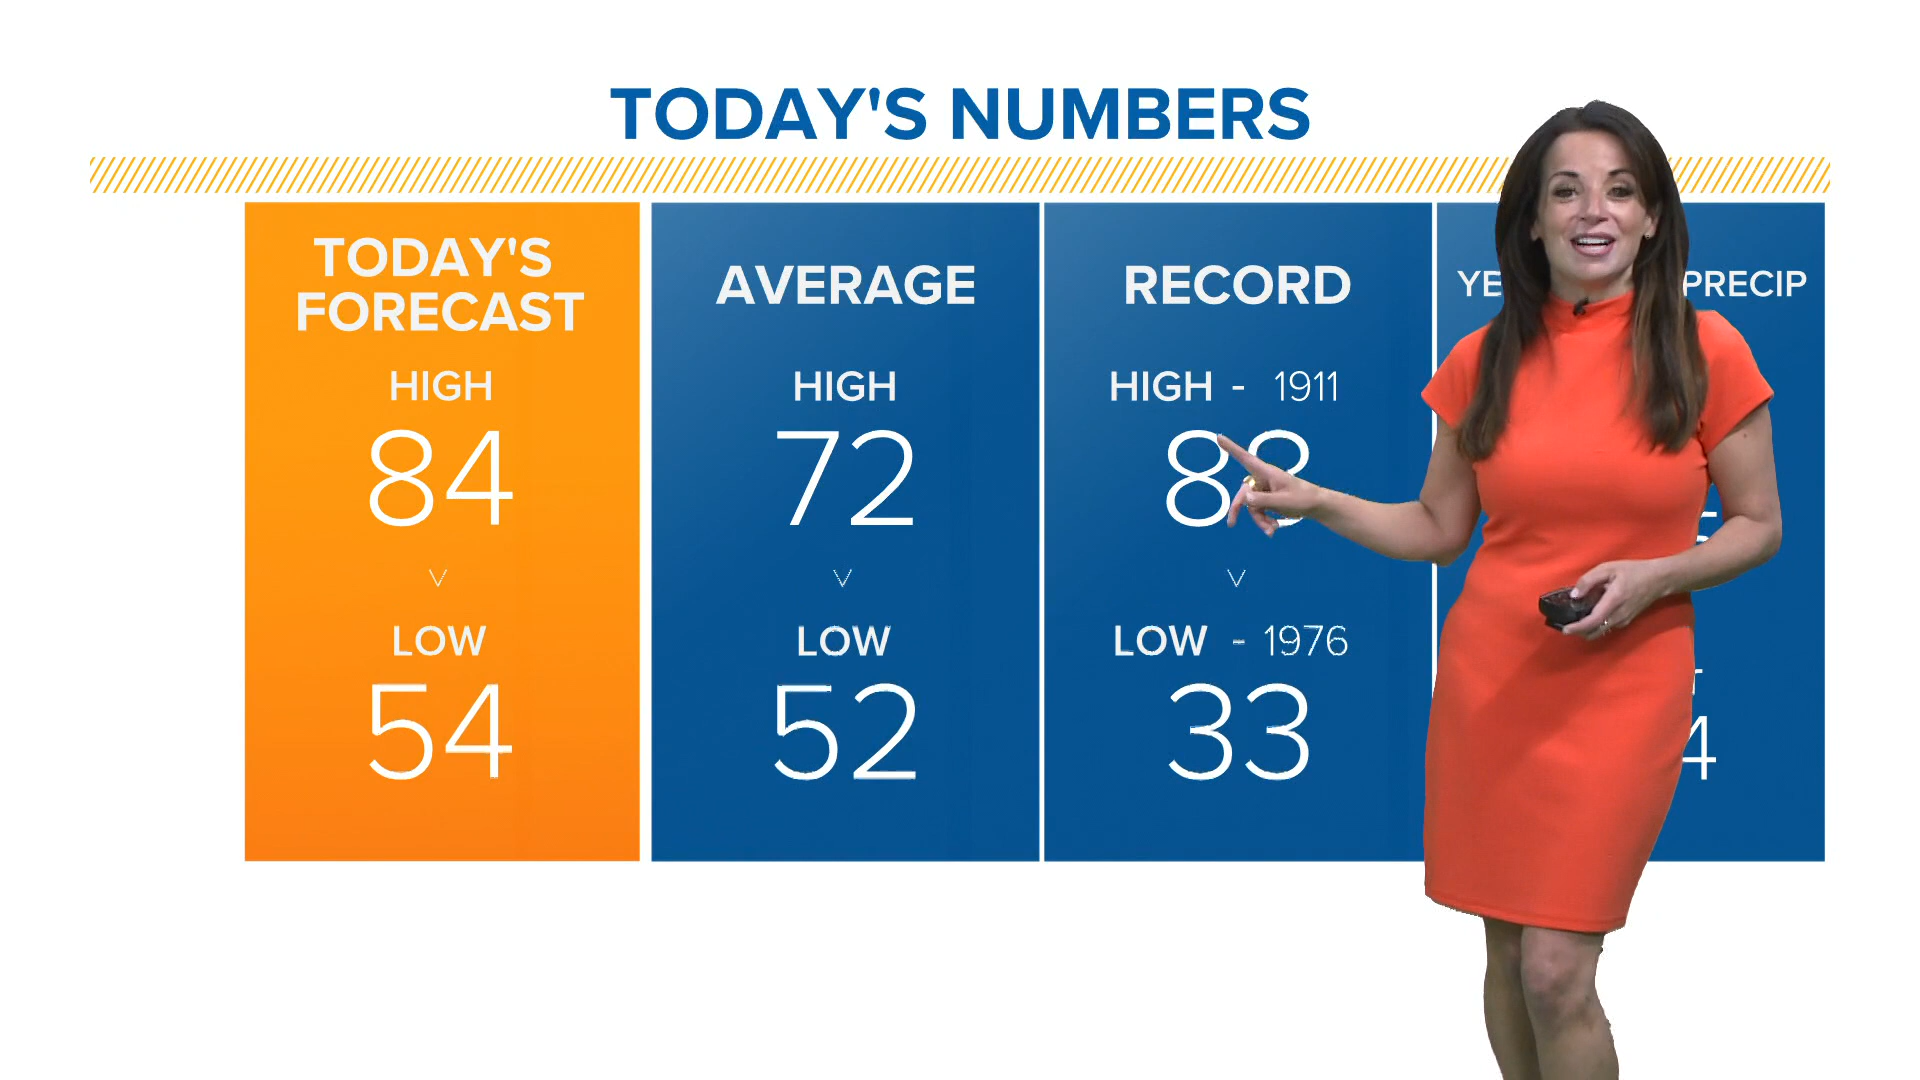 TODAY'S NUMBERS
TODAY'S
FORECAST
HIGH
84
LOW
54
AVERAGE
HIGH
72
LOW
52
RECORD
HIGH - 1911
LOW - 1976
33
PRECIP